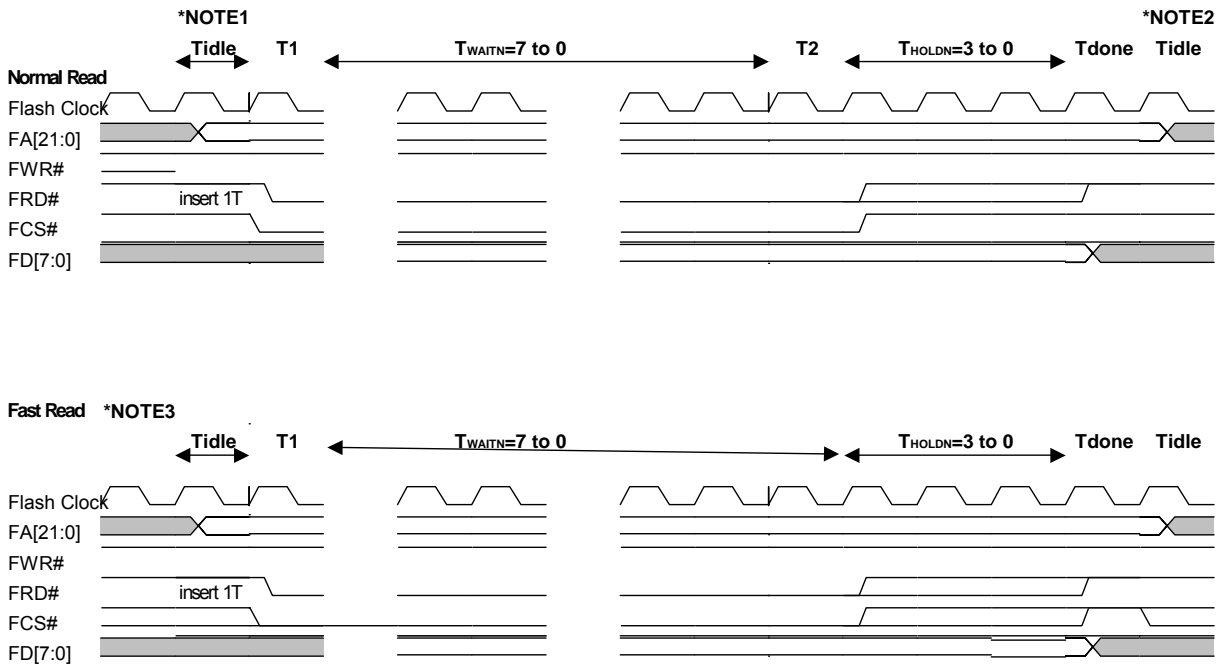 *NOTE1 *NOTE2
Tidle T1 TWAITN=7 to 0 T2 THOLDN=3 to 0 Tdone Tidle
Normal Read
Flash Clock
FA[21:0]
FWR#
FRD# insert 1T
FCS#
FD[7:0]
Fast Read *NOTE3
Tidle T1 TWAITN=7 to 0 THOLDN=3 to 0 Tdone Tidle
Flash Clock
FA[21:0]
FWR#
FRD# insert 1T
FCS#
FD[7:0]